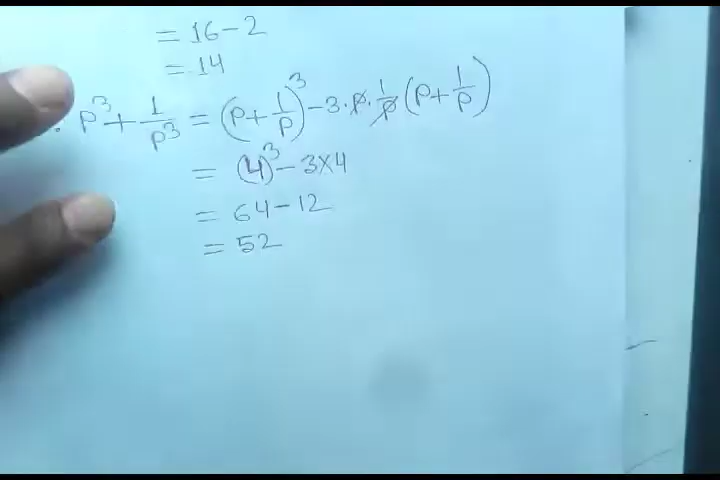 = 16 - 2
= 14
p³ + 1/p³ = (p + 1/p)³ - 3 · p · 1/p (p + 1/p)
= (4)³ - 3×4
= 64 - 12
= 52